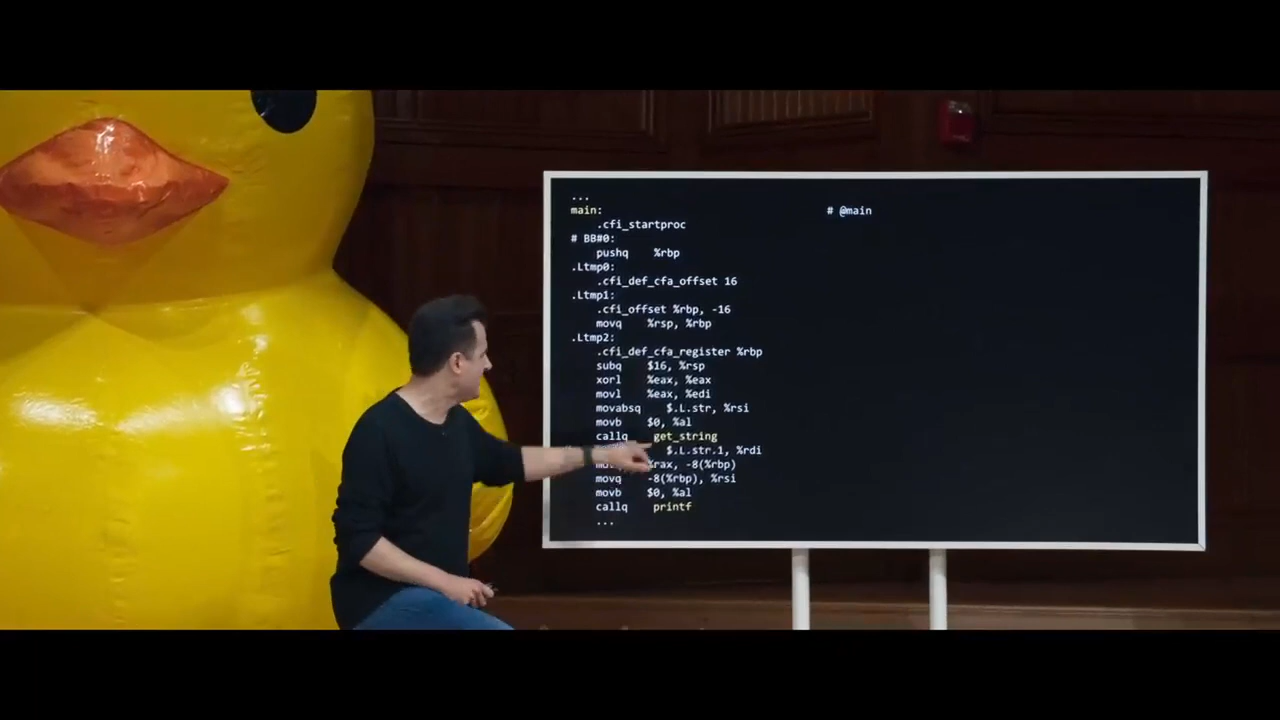 ...
main: # @main
.cfi_startproc
# BB#0:
pushq %rbp
.Ltmp0:
.cfi_def_cfa_offset 16
.Ltmp1:
.cfi_offset %rbp, -16
movq %rsp, %rbp
.Ltmp2:
.cfi_def_cfa_register %rbp
subq $16, %rsp
xorl %eax, %eax
movl %eax, %edi
movabsq $.L.str, %rsi
movb $0, %al
callq get_string
$.L.str.1, %rdi
%rax, -8(%rbp)
movq -8(%rbp), %rsi
movb $0, %al
callq printf
...